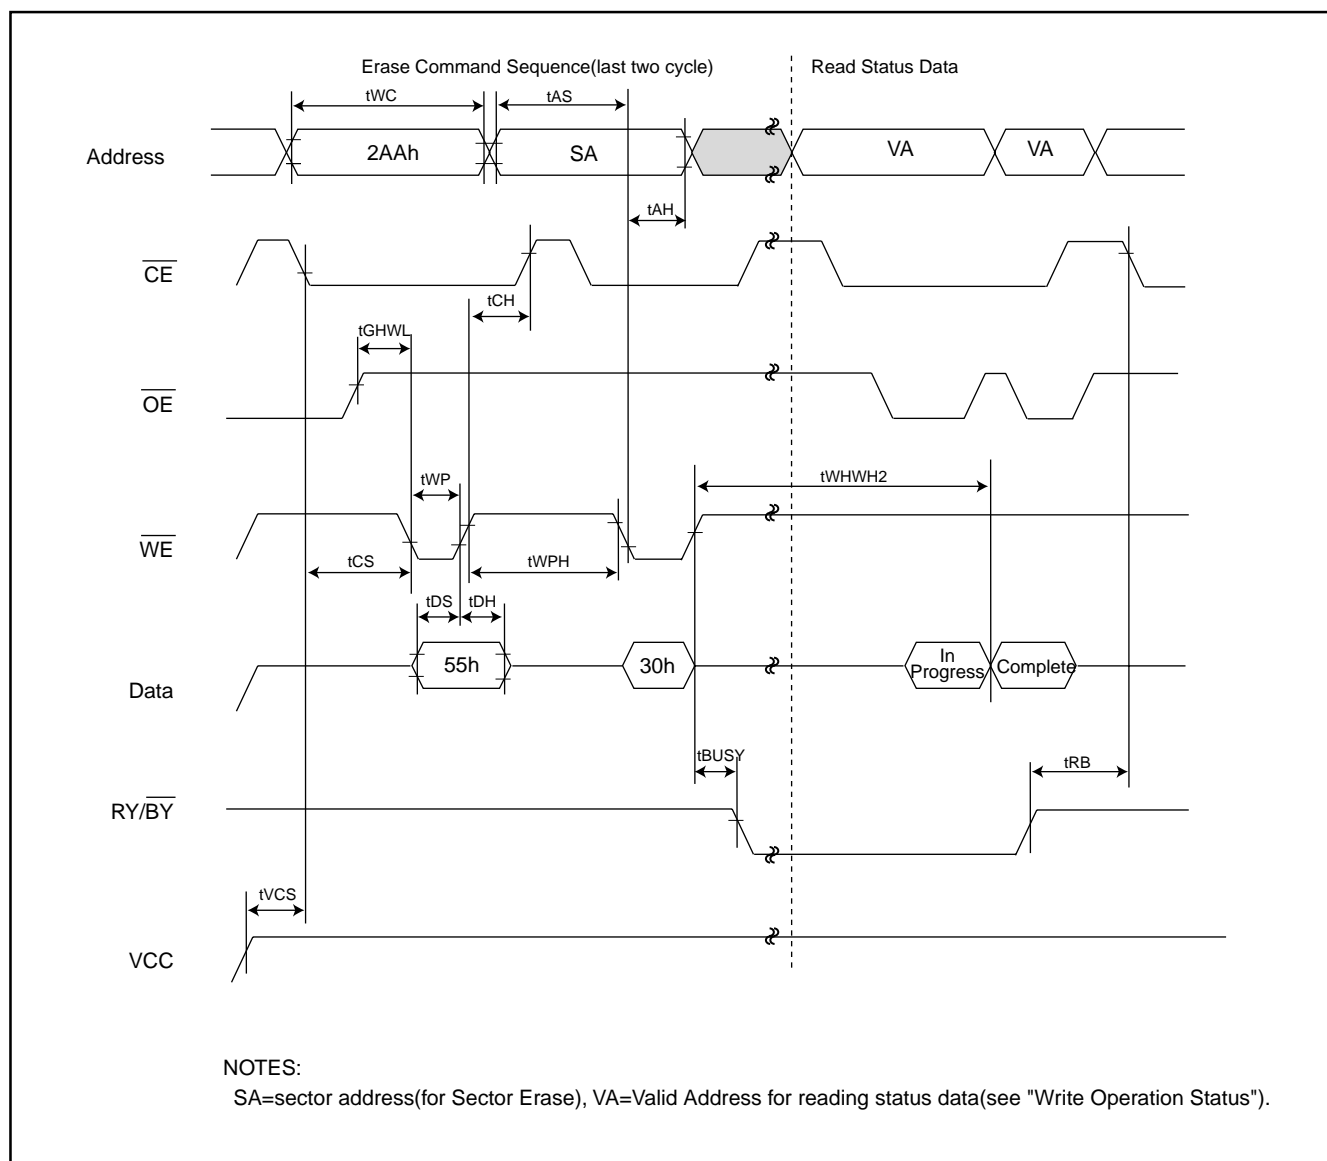 Erase Command Sequence(last two cycle) Read Status Data
tWC tAS
Address 2AAh SA VA VA
tAH
CE
tCH
tGHWL
OE
tWP tWHWH2
WE
tCS tWPH
tDS tDH
Data 55h 30h In Progress Complete
tBUSY tRB
RY/BY
tVCS
VCC
NOTES:
SA=sector address(for Sector Erase), VA=Valid Address for reading status data(see "Write Operation Status").